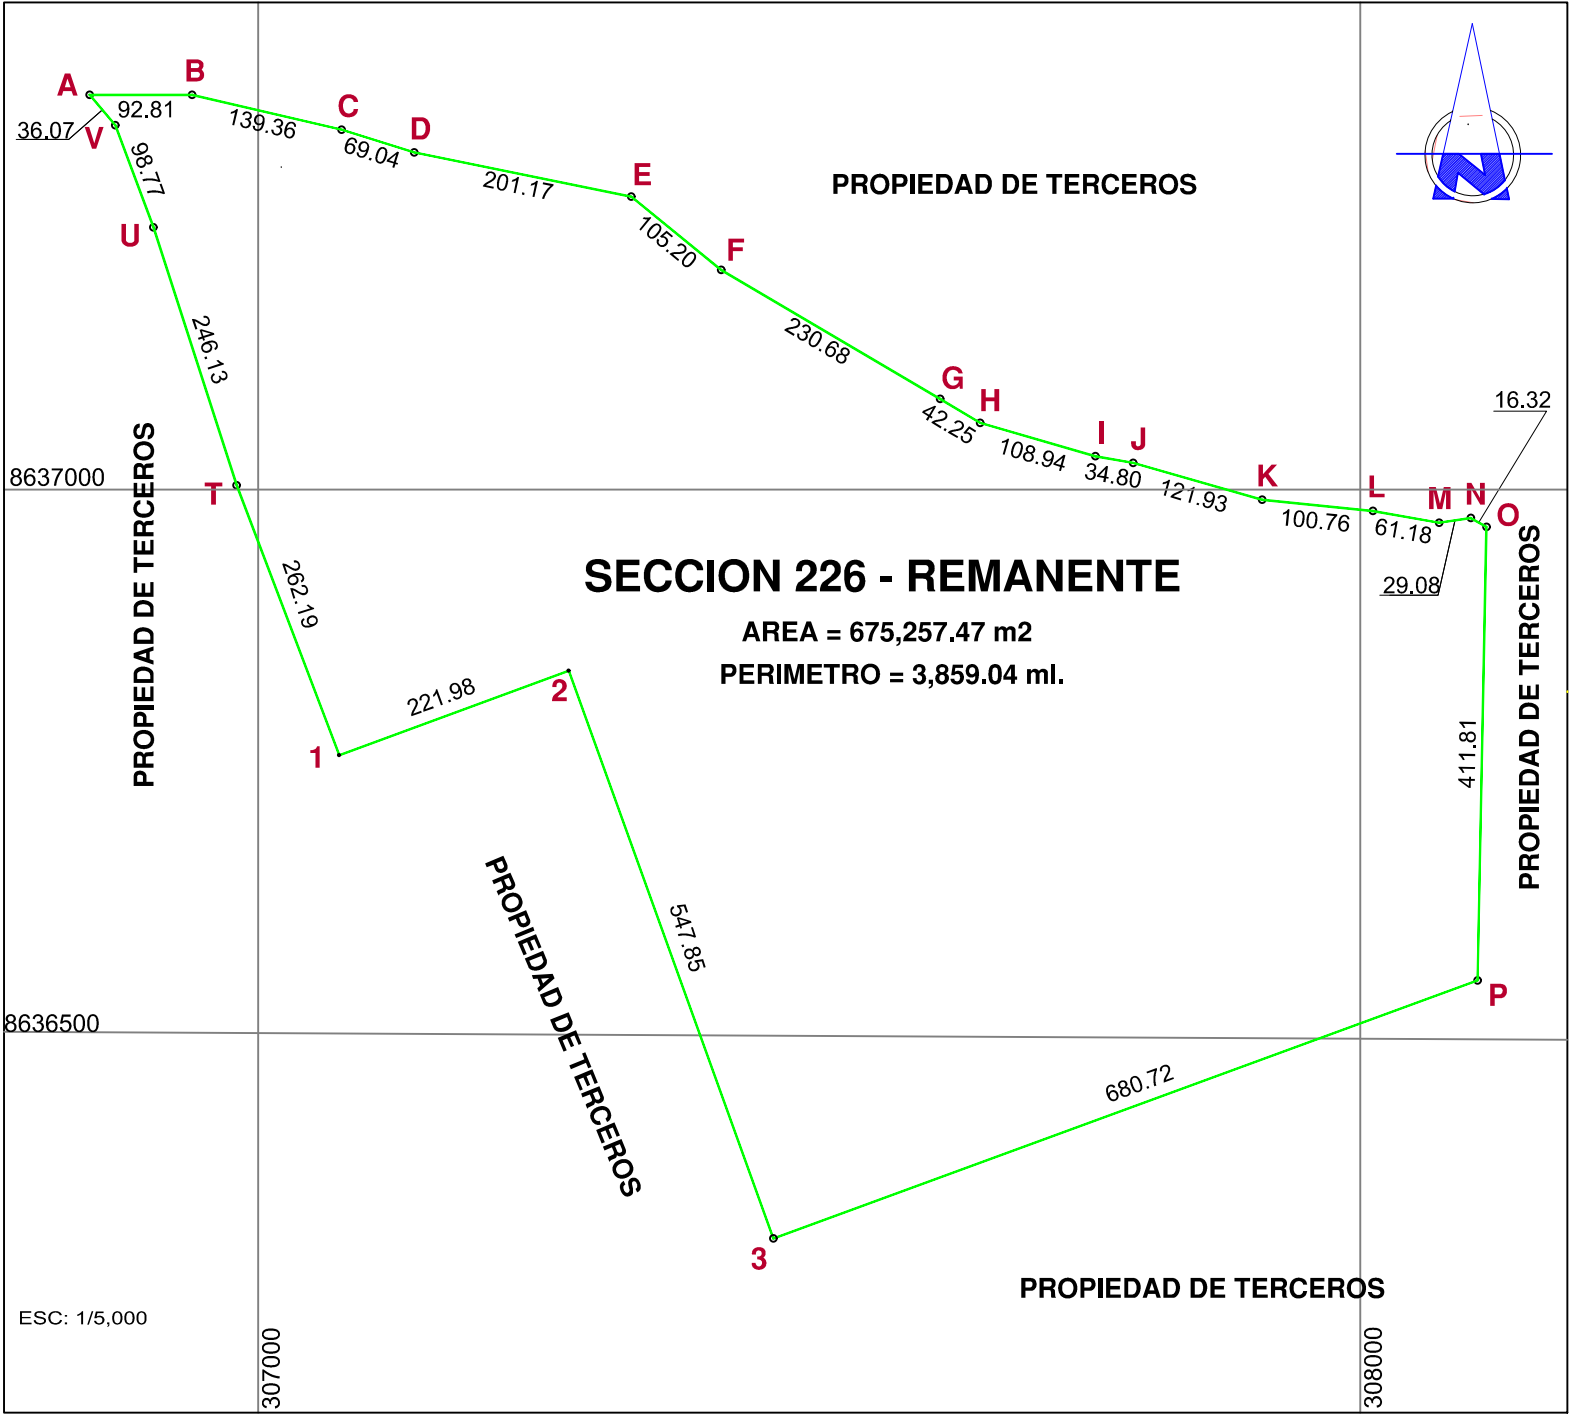 A
B
92.81
36.07
V
139.36
C
69.04
D
98.77
201.17
E
PROPIEDAD DE TERCEROS
N
U
105.20
F
246.13
230.68
G
42.25
H
16.32
108.94
I
J
34.80
8637000
T
121.93
K
100.76
L
61.18
M
N
O
29.08
PROPIEDAD DE TERCEROS
262.19
SECCION 226 - REMANENTE
AREA = 675,257.47 m2
PERIMETRO = 3,859.04 ml.
PROPIEDAD DE TERCEROS
221.98
2
1
411.81
547.85
PROPIEDAD DE TERCEROS
P
8636500
680.72
3
PROPIEDAD DE TERCEROS
ESC: 1/5,000
307000
308000